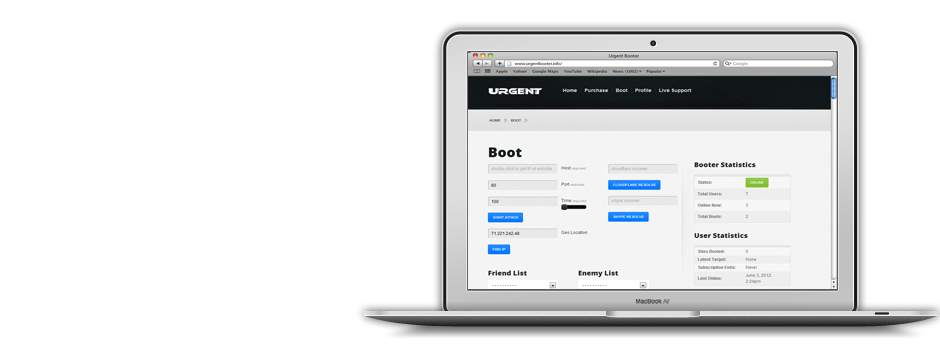 Urgent Booter
www.urgentbooter.info/
Google
Apple Yahoo! Google Maps YouTube Wikipedia News (1002) Popular
URGENT
Home Purchase Boot Profile Live Support
HOME BOOT
Boot
Booter Statistics
double click to get IP of website
Host required
cloudflare resolver
80
Port required
CLOUDFLARE RESOLVE
Status: ONLINE
Total Users: 7
100
Time required
skype resolver
Online Now: 3
START ATTACK
SKYPE RESOLVE
Total Boots: 2
71.221.242.48
Geo Location
User Statistics
FIND IP
Sites Booted: 0
Latest Target: None
Subscription Ends: Never
Friend List
Enemy List
Last Online: June 3, 2012, 2:24pm
----------
----------
MacBook Air